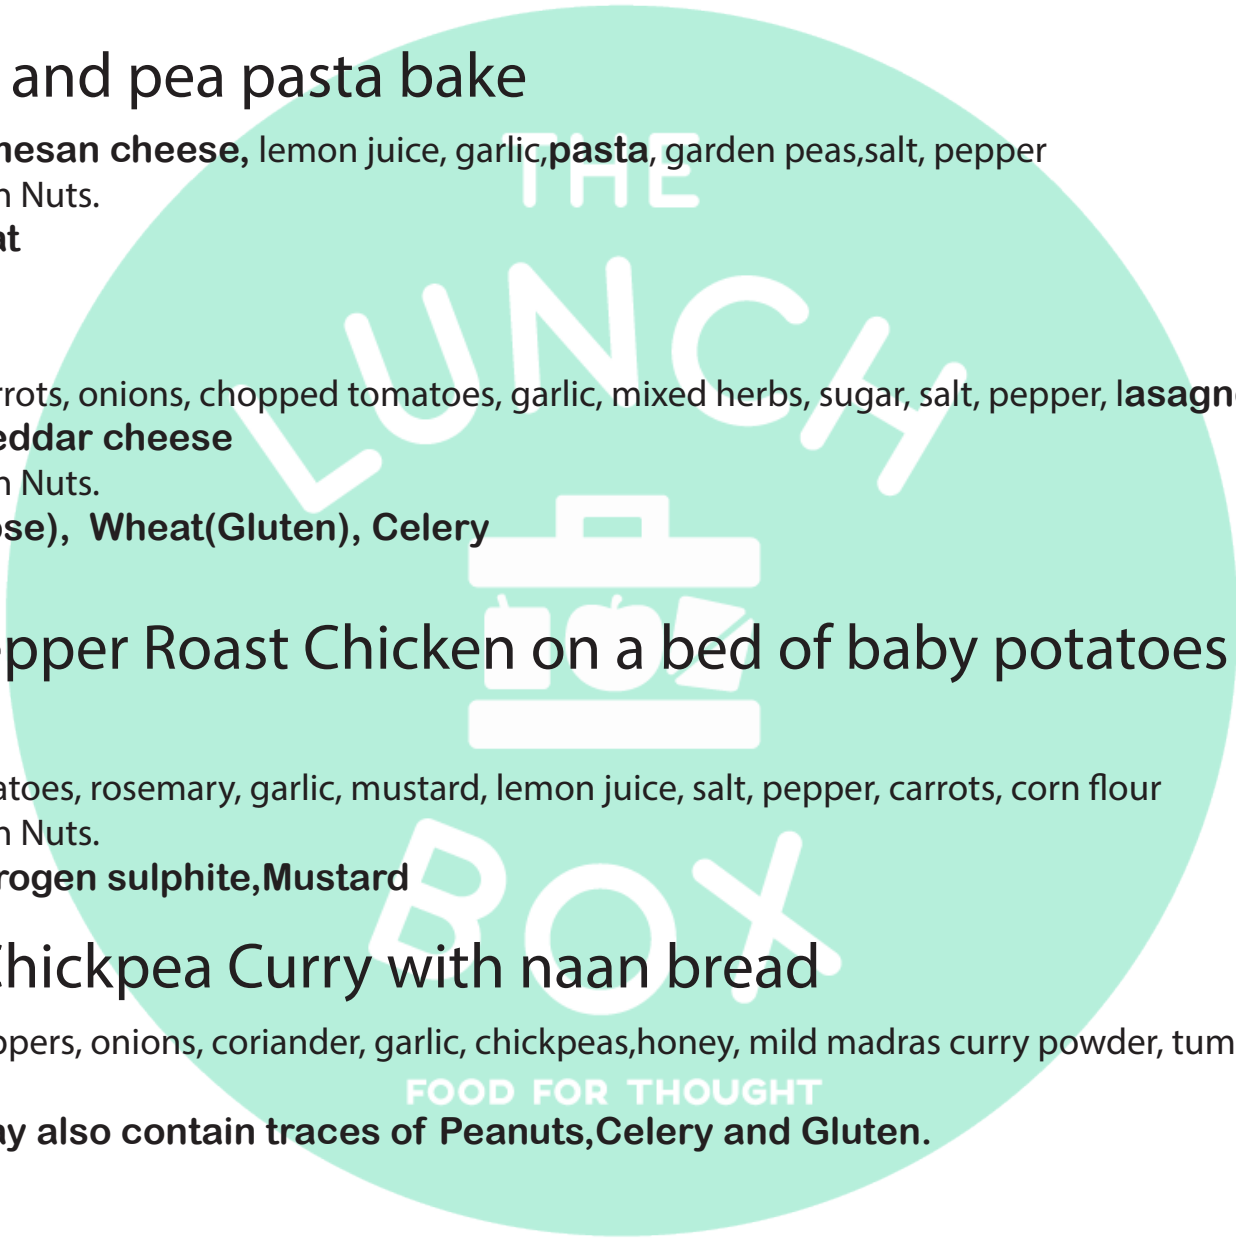 and pea pasta bake
mesan cheese, lemon juice, garlic,pasta, garden peas,salt, pepper
n Nuts.
at
rrots, onions, chopped tomatoes, garlic, mixed herbs, sugar, salt, pepper, lasagn
eddar cheese
n Nuts.
ose), Wheat(Gluten), Celery
epper Roast Chicken on a bed of baby potatoes
atoes, rosemary, garlic, mustard, lemon juice, salt, pepper, carrots, corn flour
n Nuts.
rogen sulphite,Mustard
Chickpea Curry with naan bread
ppers, onions, coriander, garlic, chickpeas,honey, mild madras curry powder, tum
ay also contain traces of Peanuts,Celery and Gluten.
THE
LUNCH
BOX
FOOD FOR THOUGHT